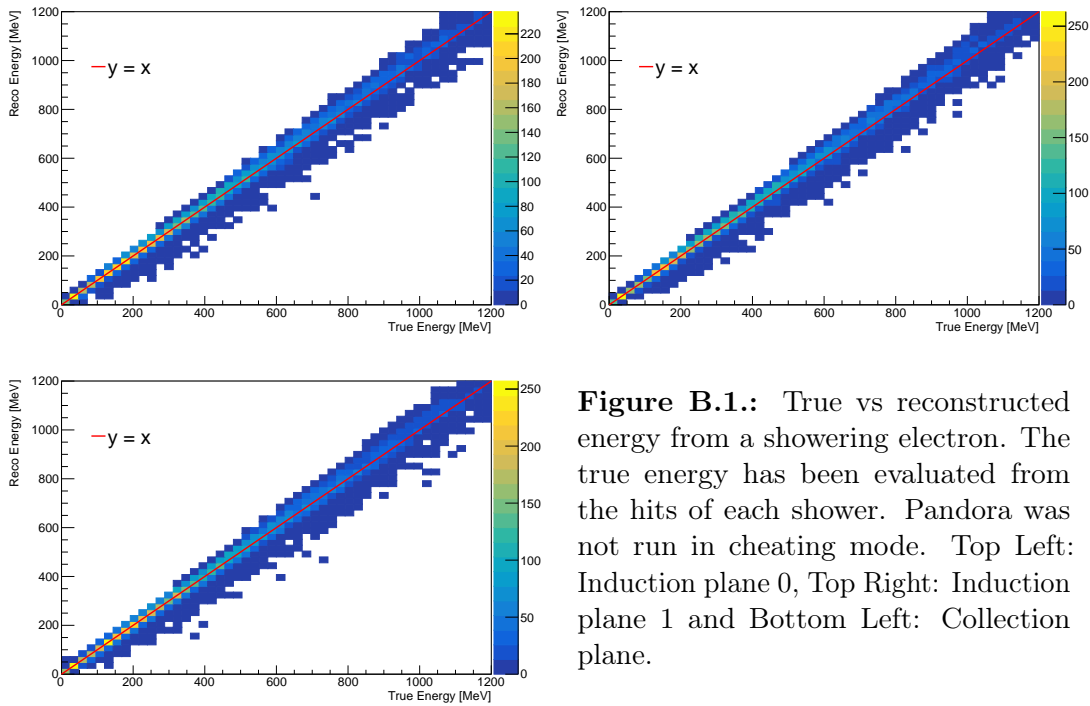 Reco Energy [MeV]
1200
1000
800
600
400
200
0
y = x
0 200 400 600 800 1000 1200
True Energy [MeV]
220
200
180
160
140
120
100
80
60
40
20
0
Reco Energy [MeV]
1200
1000
800
600
400
200
0
y = x
0 200 400 600 800 1000 1200
True Energy [MeV]
250
200
150
100
50
0
Reco Energy [MeV]
1200
1000
800
600
400
200
0
y = x
0 200 400 600 800 1000 1200
True Energy [MeV]
250
200
150
100
50
0
Figure B.1.: True vs reconstructed
energy from a showering electron. The
true energy has been evaluated from
the hits of each shower. Pandora was
not run in cheating mode. Top Left:
Induction plane 0, Top Right: Induction
plane 1 and Bottom Left: Collection
plane.